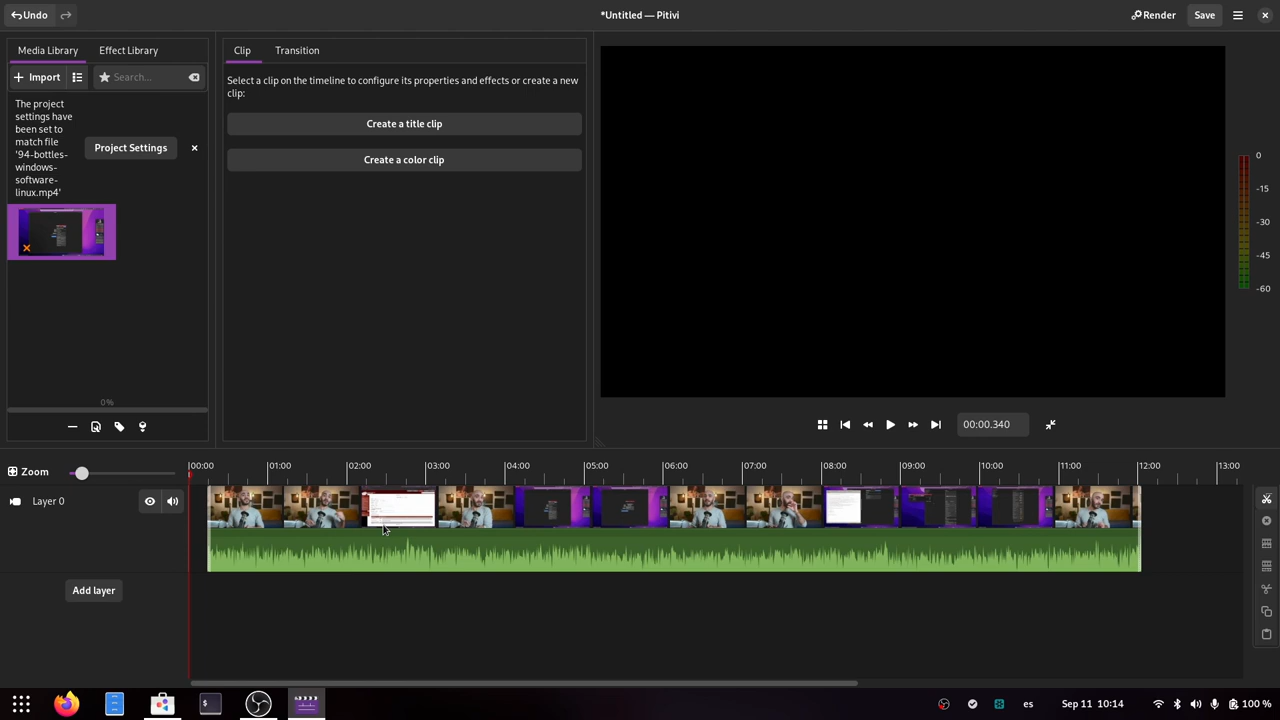 Undo
*Untitled — Pitivi
Render
Save
Media Library
Effect Library
Clip
Transition
Import
Search...
Select a clip on the timeline to configure its properties and effects or create a new
clip:
The project
settings have
been set to
match file
'94-bottles-
windows-
software-
linux.mp4'
Project Settings
Create a title clip
Create a color clip
0
-15
-30
-45
-60
0%
00:00.340
Zoom
00:00
01:00
02:00
03:00
04:00
05:00
06:00
07:00
08:00
09:00
10:00
11:00
12:00
13:00
Layer 0
Add layer
es
Sep 11 10:14
100 %